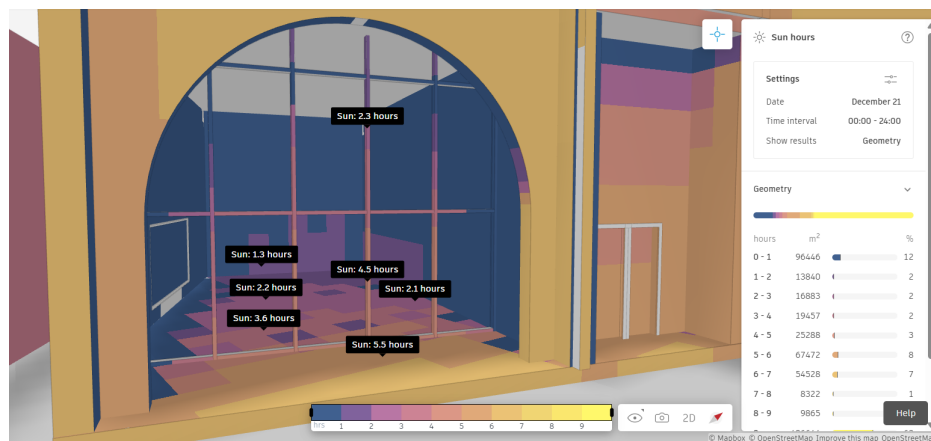 Sun: 2.3 hours
Sun: 1.3 hours
Sun: 4.5 hours
Sun: 2.2 hours
Sun: 2.1 hours
Sun: 3.6 hours
Sun: 5.5 hours
hrs 1 2 3 4 5 6 7 8 9
2D
Sun hours ?
Settings
Date December 21
Time interval 00:00 - 24:00
Show results Geometry
Geometry
hours m² %
0 - 1 96446 12
1 - 2 13840 2
2 - 3 16883 2
3 - 4 19457 2
4 - 5 25288 3
5 - 6 67472 8
6 - 7 54528 7
7 - 8 8322 1
8 - 9 9865
Help
© Mapbox © OpenStreetMap Improve this map OpenStreetMa